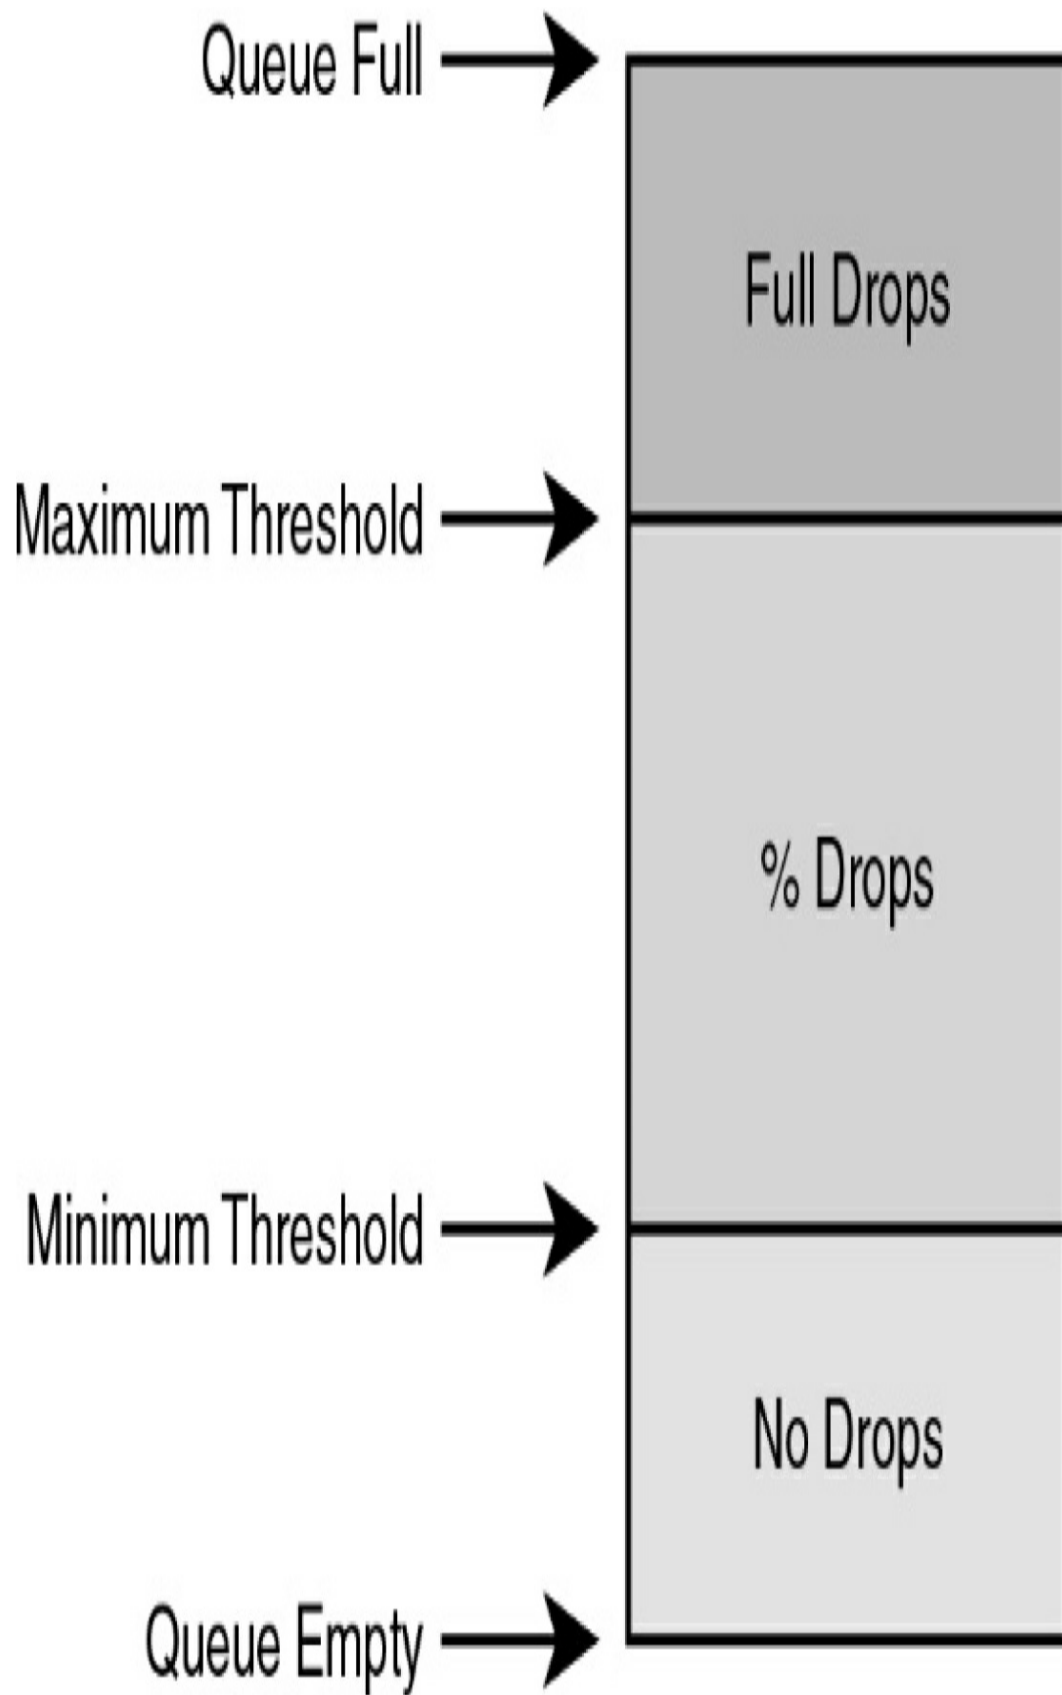 Queue Full
Full Drops
Maximum Threshold
% Drops
Minimum Threshold
No Drops
Queue Empty